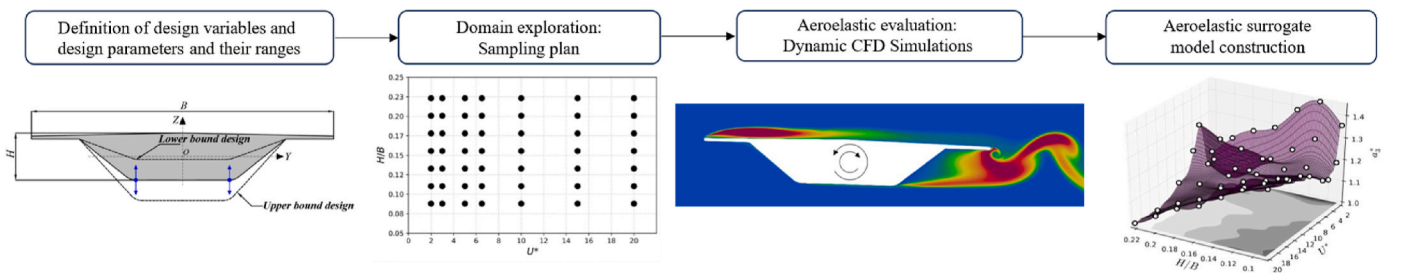 Definition of design variables and
design parameters and their ranges
Domain exploration:
Sampling plan
Aeroelastic evaluation:
Dynamic CFD Simulations
Aeroelastic surrogate
model construction
B
Z
Lower bound design
O
Y
H
Upper bound design
0.25
0.23
0.20
0.17
0.15
0.12
0.10
0.08
0.05
H/B
0 2 4 6 8 10 12 14 16 18 20
U*
1.4
1.3
1.2
1.1
1.0
0.22 0.2 0.18 0.16 0.14 0.12 0.1
H/B
20 18 16 14 12 10 8 6 4 2
U*